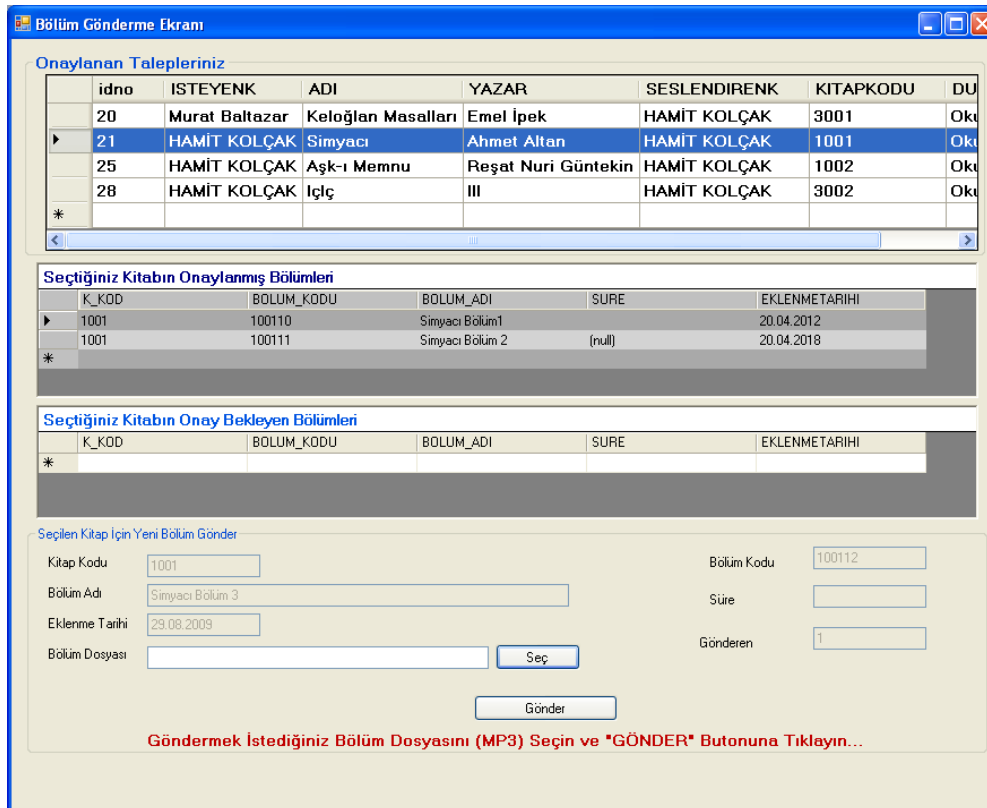 Bölüm Gönderme Ekranı
Onaylanan Talepleriniz
idno ISTEYENK ADI YAZAR SESLENDIRENK KITAPKODU DU
20 Murat Baltazar Keloğlan Masalları Emel İpek HAMİT KOLÇAK 3001 Oku
21 HAMİT KOLÇAK Simyacı Ahmet Altan HAMİT KOLÇAK 1001 Oku
25 HAMİT KOLÇAK Aşk-ı Memnu Reşat Nuri Güntekin HAMİT KOLÇAK 1002 Oku
28 HAMİT KOLÇAK IçIç III HAMİT KOLÇAK 3002 Oku
Seçtiğiniz Kitabın Onaylanmış Bölümleri
K_KOD BOLUM_KODU BOLUM_ADI SURE EKLENMETARIHI
1001 100110 Simyacı Bölüm1 20.04.2012
1001 100111 Simyacı Bölüm 2 (null) 20.04.2018
Seçtiğiniz Kitabın Onay Bekleyen Bölümleri
K_KOD BOLUM_KODU BOLUM_ADI SURE EKLENMETARIHI
Seçilen Kitap İçin Yeni Bölüm Gönder
Kitap Kodu 1001 Bölüm Kodu 100112
Bölüm Adı Simyacı Bölüm 3 Süre
Eklenme Tarihi 29.08.2009 Gönderen 1
Bölüm Dosyası Seç
Gönder
Göndermek İstediğiniz Bölüm Dosyasını (MP3) Seçin ve "GÖNDER" Butonuna Tıklayın...